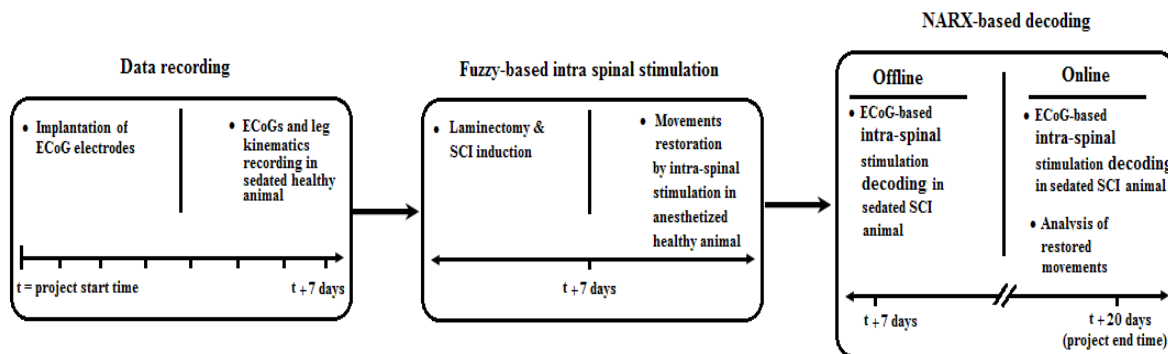 Data recording
• Implantation of
ECoG electrodes
• ECoGs and leg
kinematics
recording in
sedated healthy
animal
t = project start time
t + 7 days
Fuzzy-based intra spinal stimulation
• Laminectomy &
SCI induction
• Movements
restoration
by intra-spinal
stimulation in
anesthetized
healthy animal
t + 7 days
NARX-based decoding
Offline
• ECoG-based
intra-spinal
stimulation
decoding in
sedated SCI
animal
Online
• ECoG-based
intra-spinal
stimulation decoding
in sedated SCI animal
• Analysis of
restored
movements
t + 7 days
t + 20 days
(project end time)